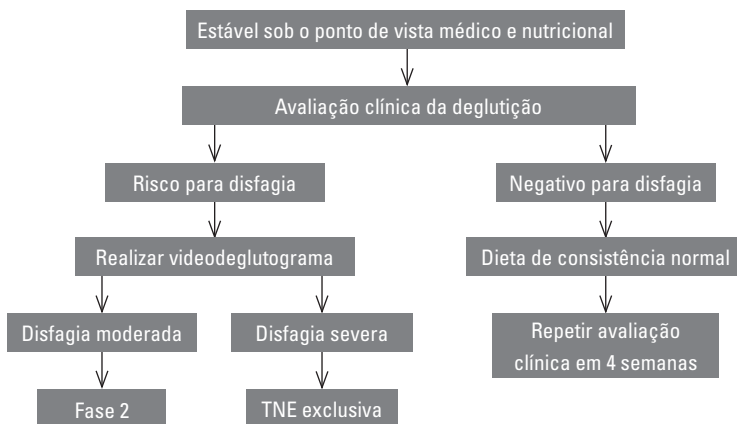 Estável sob o ponto de vista médico e nutricional
Avaliação clínica da deglutição
Risco para disfagia
Negativo para disfagia
Realizar videodeglutograma
Dieta de consistência normal
Disfagia moderada
Disfagia severa
Repetir avaliação
clínica em 4 semanas
Fase 2
TNE exclusiva